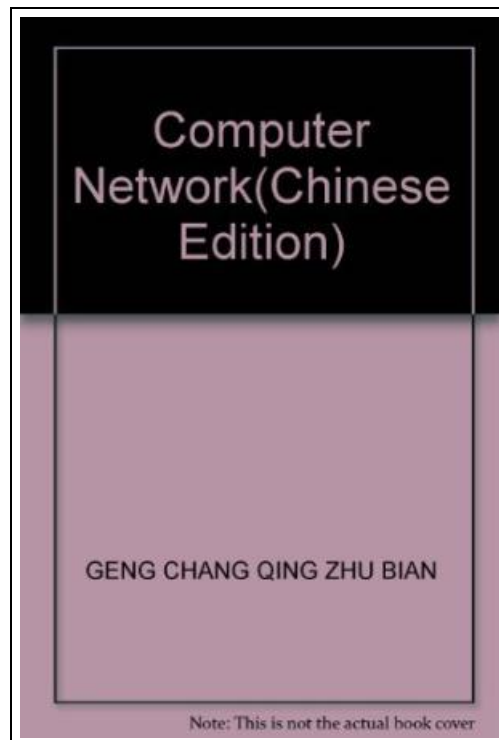 Computer
Network(Chinese
Edition)
GENG CHANG QING ZHU BIAN
Note: This is not the actual book cover